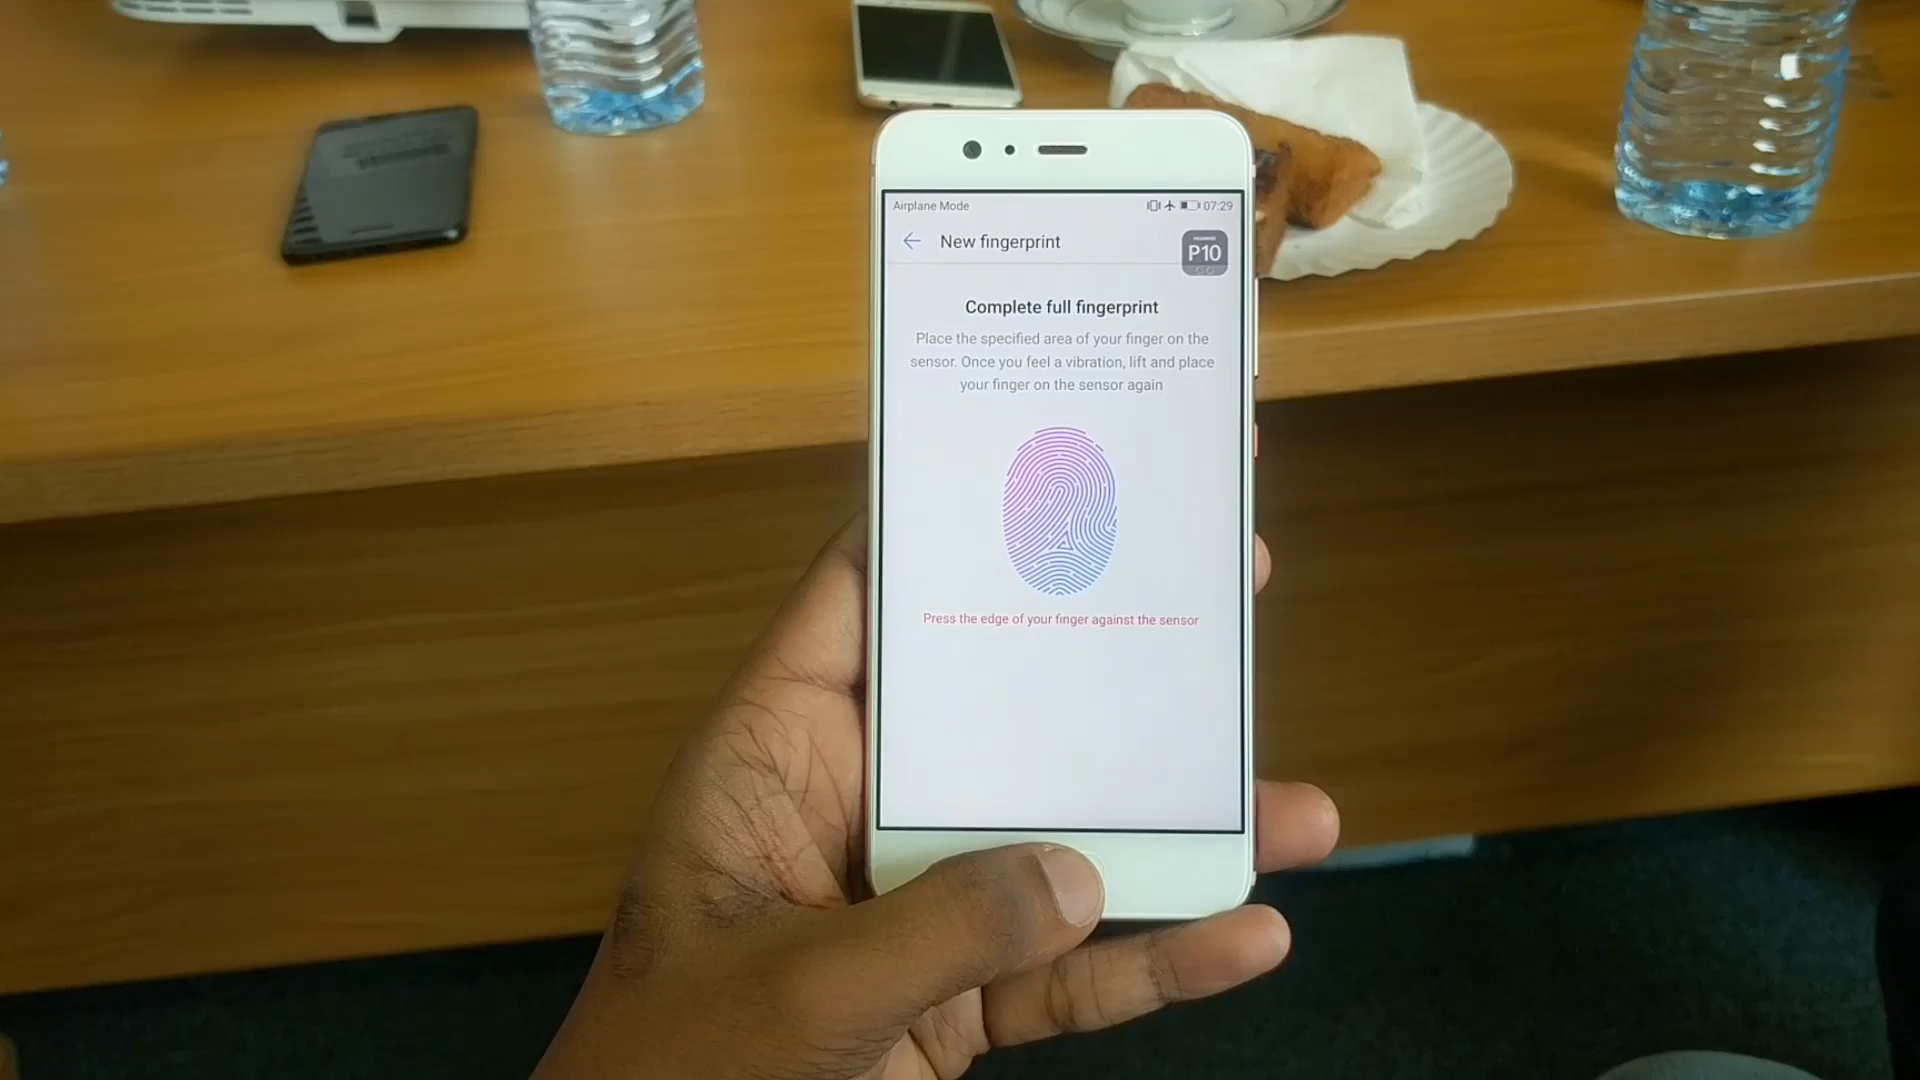 Airplane Mode
07:29
New fingerprint
HUAWEI
P10
Complete full fingerprint
Place the specified area of your finger on the
sensor. Once you feel a vibration, lift and place
your finger on the sensor again
Press the edge of your finger against the sensor